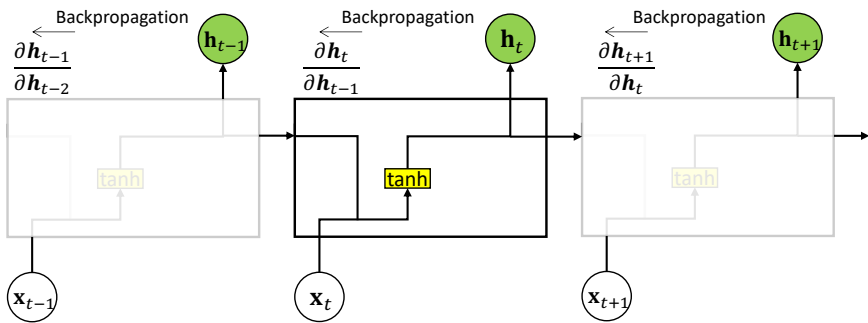 Backpropagation
Backpropagation
Backpropagation
∂h_{t−1}
∂h_{t−2}
h_{t−1}
∂h_t
∂h_{t−1}
h_t
∂h_{t+1}
∂h_t
h_{t+1}
tanh
tanh
tanh
x_{t−1}
x_t
x_{t+1}